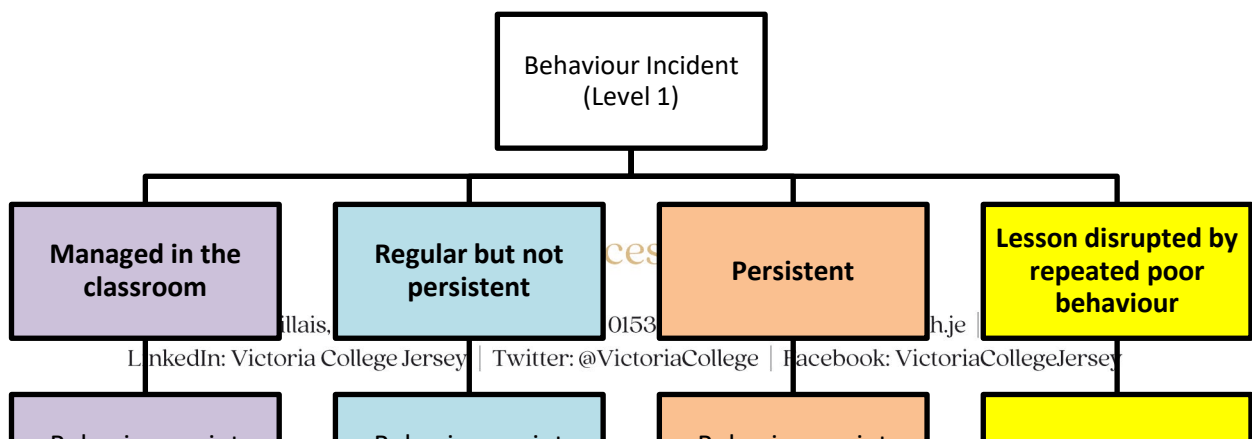 Behaviour Incident
(Level 1)
Managed in the
classroom
Regular but not
persistent
Persistent
Lesson disrupted by
repeated poor
behaviour
LinkedIn: Victoria College Jersey | Twitter: @VictoriaCollege | Facebook: VictoriaCollegeJersey